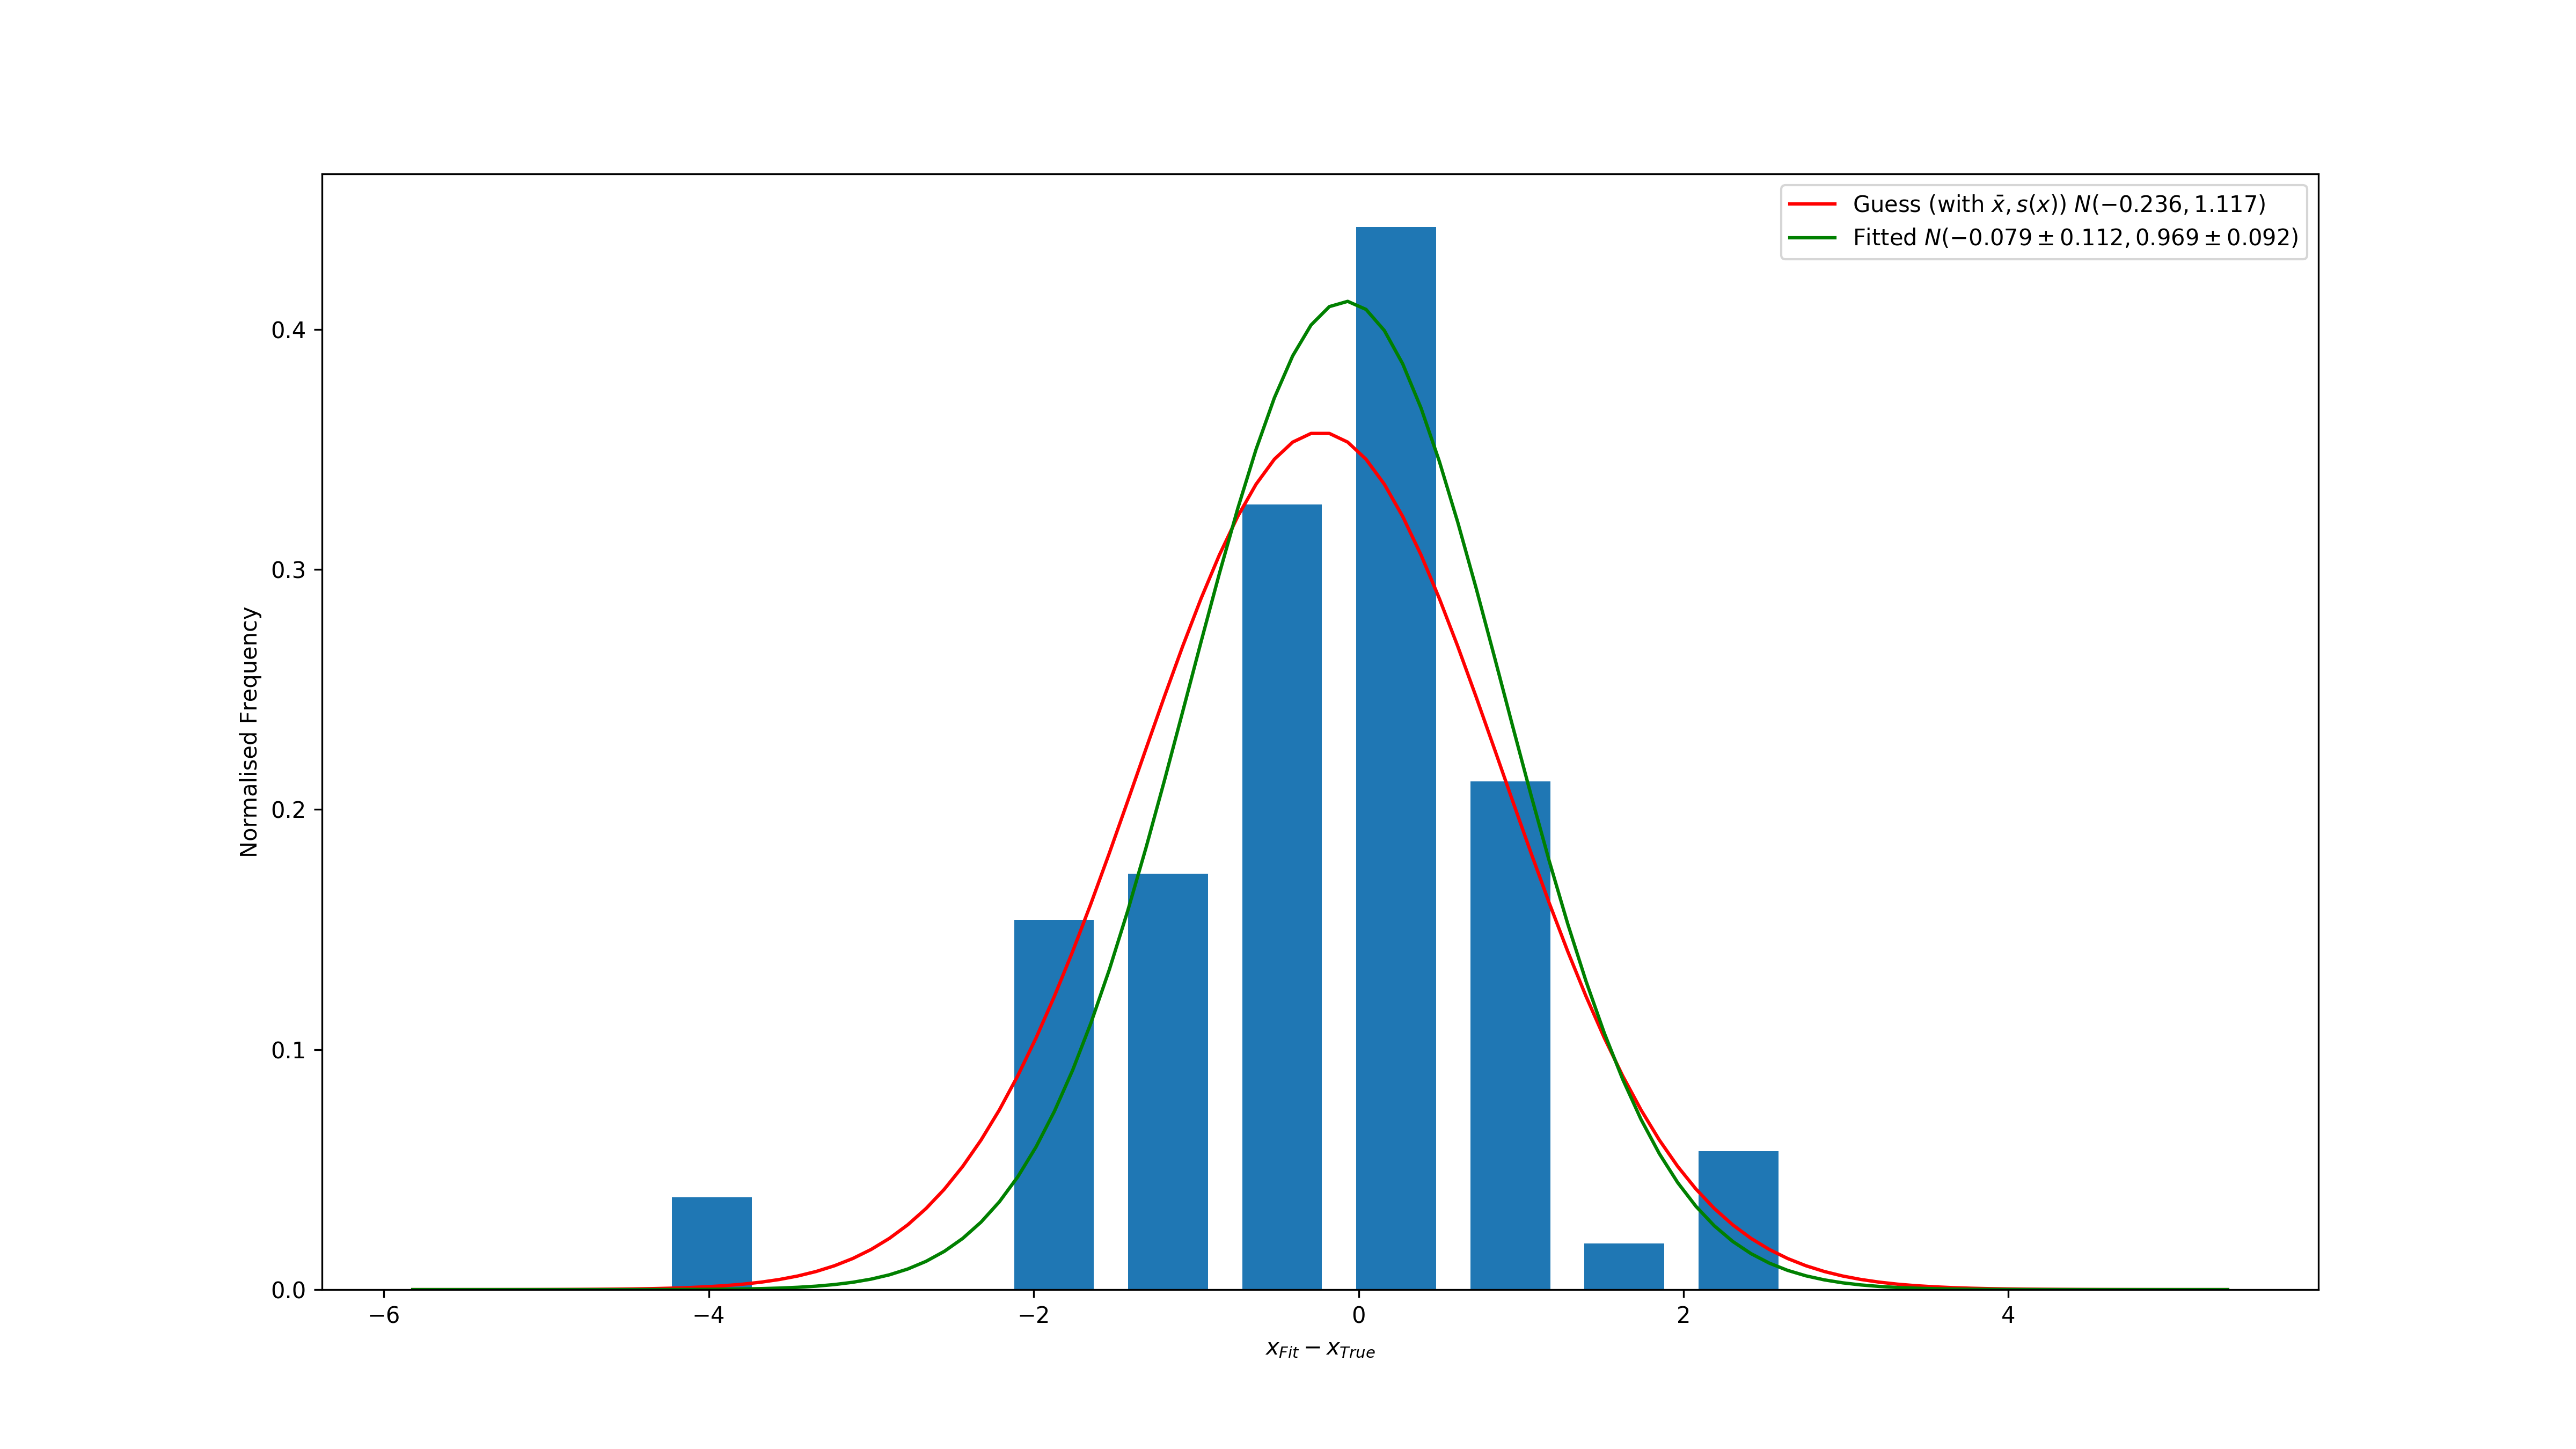 Guess (with x̄, s(x)) N(−0.236, 1.117)
Fitted N(−0.079 ± 0.112, 0.969 ± 0.092)
0.4
0.3
0.2
0.1
0.0
Normalised Frequency
−6 −4 −2 0 2 4
x_Fit − x_True